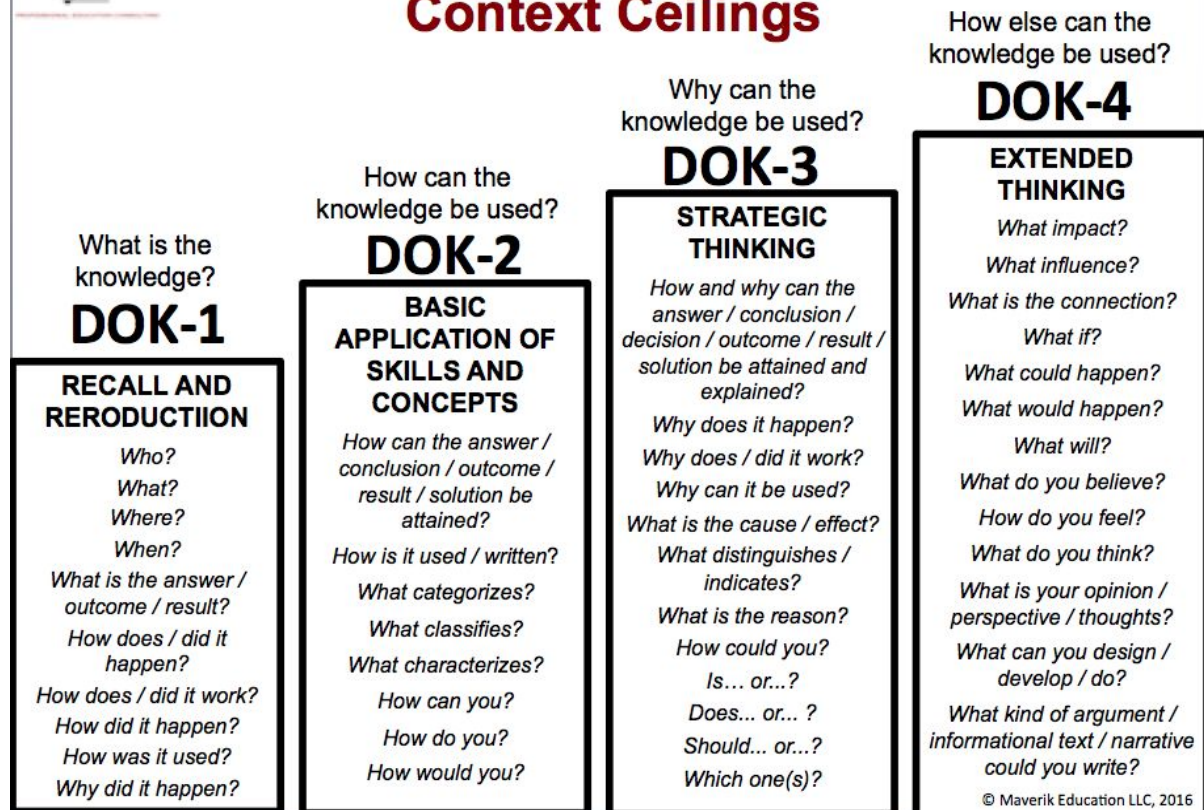 Context Ceilings
What is the
knowledge?
DOK-1
RECALL AND
RERODUCTIION
Who?
What?
Where?
When?
What is the answer /
outcome / result?
How does / did it
happen?
How does / did it work?
How did it happen?
How was it used?
Why did it happen?
How can the
knowledge be used?
DOK-2
BASIC
APPLICATION OF
SKILLS AND
CONCEPTS
How can the answer /
conclusion / outcome /
result / solution be
attained?
How is it used / written?
What categorizes?
What classifies?
What characterizes?
How can you?
How do you?
How would you?
Why can the
knowledge be used?
DOK-3
STRATEGIC
THINKING
How and why can the
answer / conclusion /
decision / outcome / result /
solution be attained and
explained?
Why does it happen?
Why does / did it work?
Why can it be used?
What is the cause / effect?
What distinguishes /
indicates?
What is the reason?
How could you?
Is... or...?
Does... or... ?
Should... or...?
Which one(s)?
How else can the
knowledge be used?
DOK-4
EXTENDED
THINKING
What impact?
What influence?
What is the connection?
What if?
What could happen?
What would happen?
What will?
What do you believe?
How do you feel?
What do you think?
What is your opinion /
perspective / thoughts?
What can you design /
develop / do?
What kind of argument /
informational text / narrative
could you write?
© Maverik Education LLC, 2016